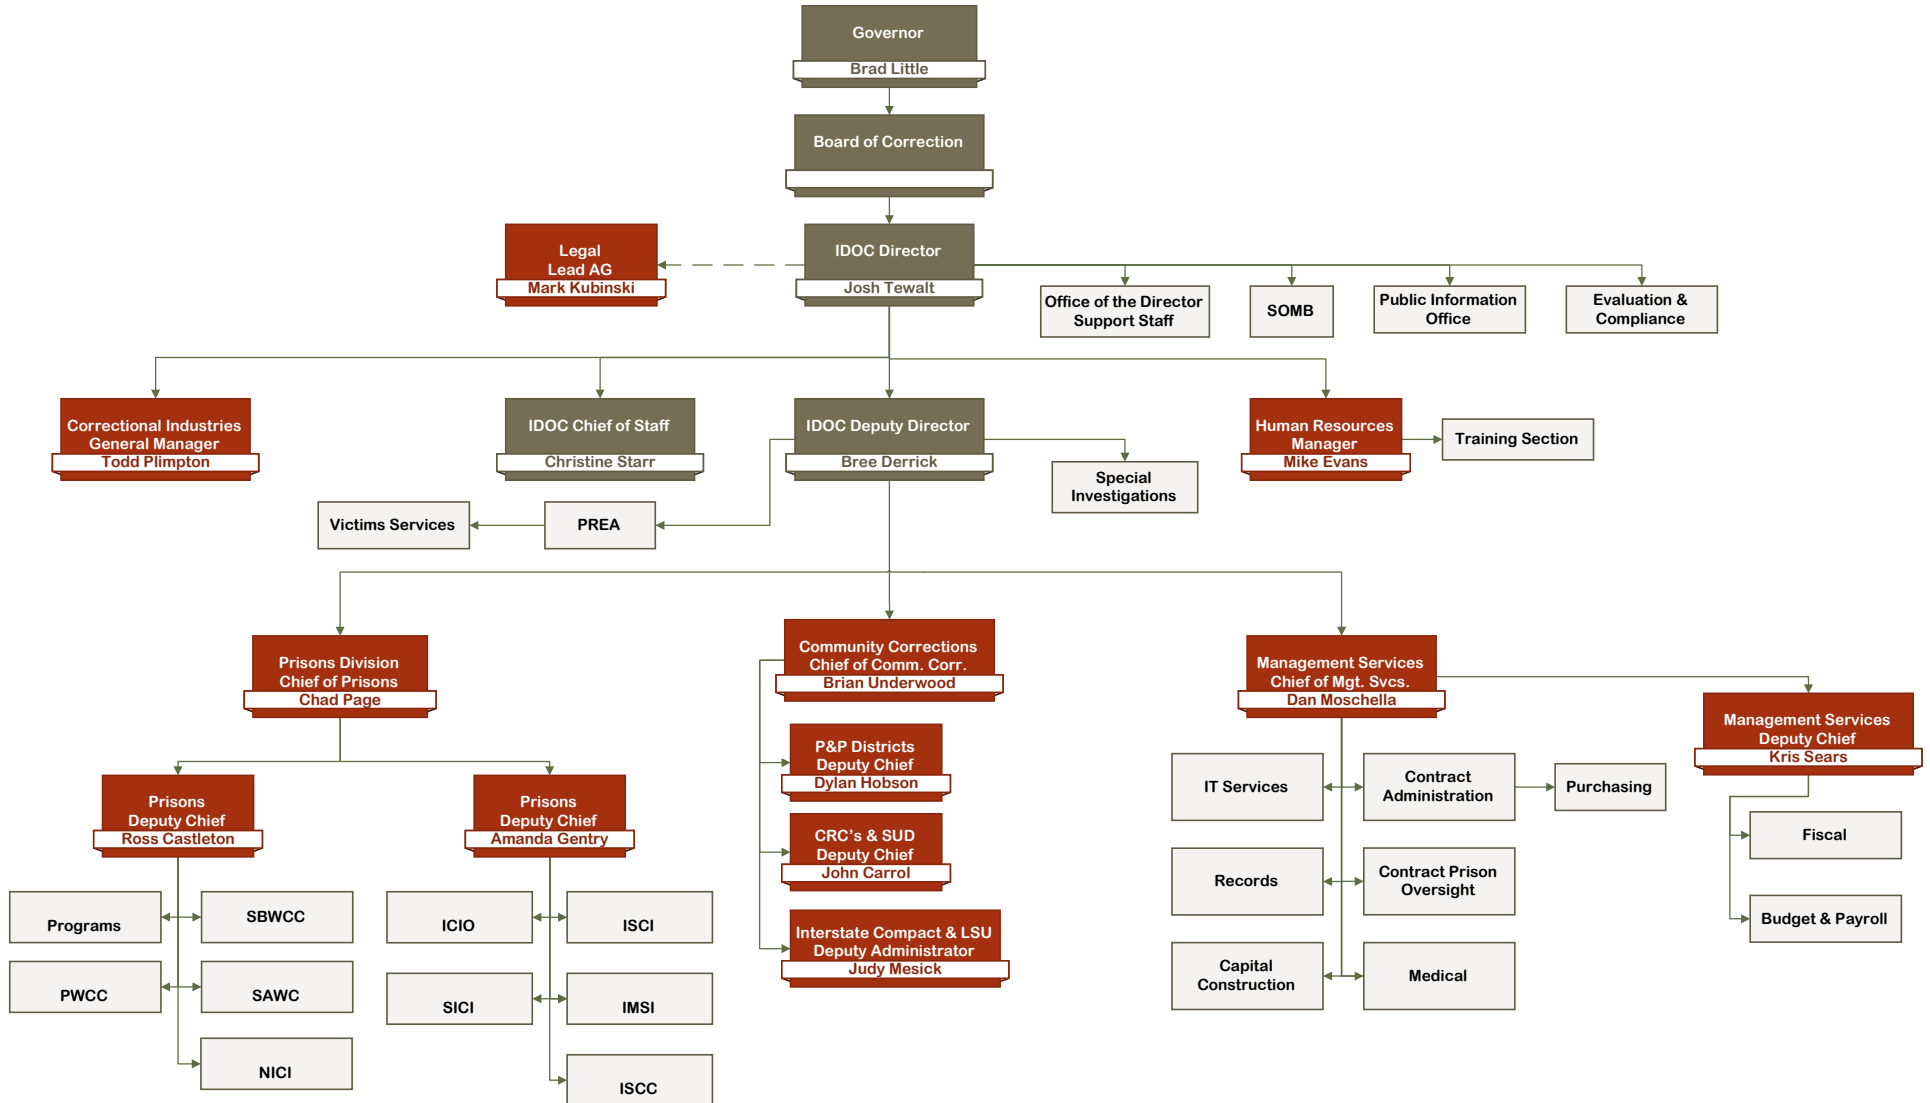 Governor
Brad Little
Board of Correction
IDOC Director
Josh Tewalt
Legal
Lead AG
Mark Kubinski
Office of the Director
Support Staff
SOMB
Public Information
Office
Evaluation &
Compliance
Correctional Industries
General Manager
Todd Plimpton
IDOC Chief of Staff
Christine Starr
IDOC Deputy Director
Bree Derrick
Human Resources
Manager
Mike Evans
Training Section
Special
Investigations
Victims Services
PREA
Prisons Division
Chief of Prisons
Chad Page
Community Corrections
Chief of Comm. Corr.
Brian Underwood
Management Services
Chief of Mgt. Svcs.
Dan Moschella
Management Services
Deputy Chief
Kris Sears
Prisons
Deputy Chief
Ross Castleton
Prisons
Deputy Chief
Amanda Gentry
P&P Districts
Deputy Chief
Dylan Hobson
CRC's & SUD
Deputy Chief
John Carrol
Interstate Compact & LSU
Deputy Administrator
Judy Mesick
IT Services
Contract
Administration
Purchasing
Records
Contract Prison
Oversight
Capital
Construction
Medical
Fiscal
Budget & Payroll
Programs
SBWCC
PWCC
SAWC
NICI
ICIO
ISCI
SICI
IMSI
ISCC